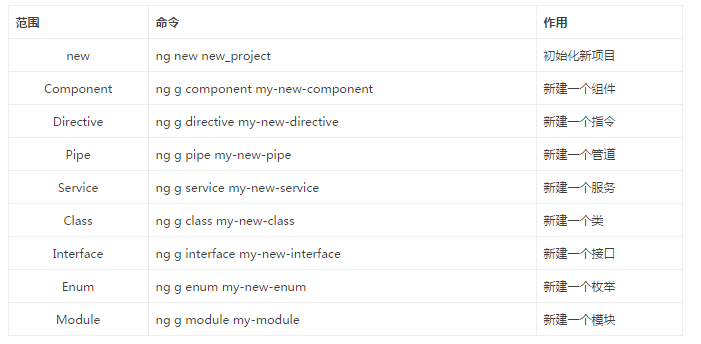 范围 命令 作用
new ng new new_project 初始化新项目
Component ng g component my-new-component 新建一个组件
Directive ng g directive my-new-directive 新建一个指令
Pipe ng g pipe my-new-pipe 新建一个管道
Service ng g service my-new-service 新建一个服务
Class ng g class my-new-class 新建一个类
Interface ng g interface my-new-interface 新建一个接口
Enum ng g enum my-new-enum 新建一个枚举
Module ng g module my-module 新建一个模块